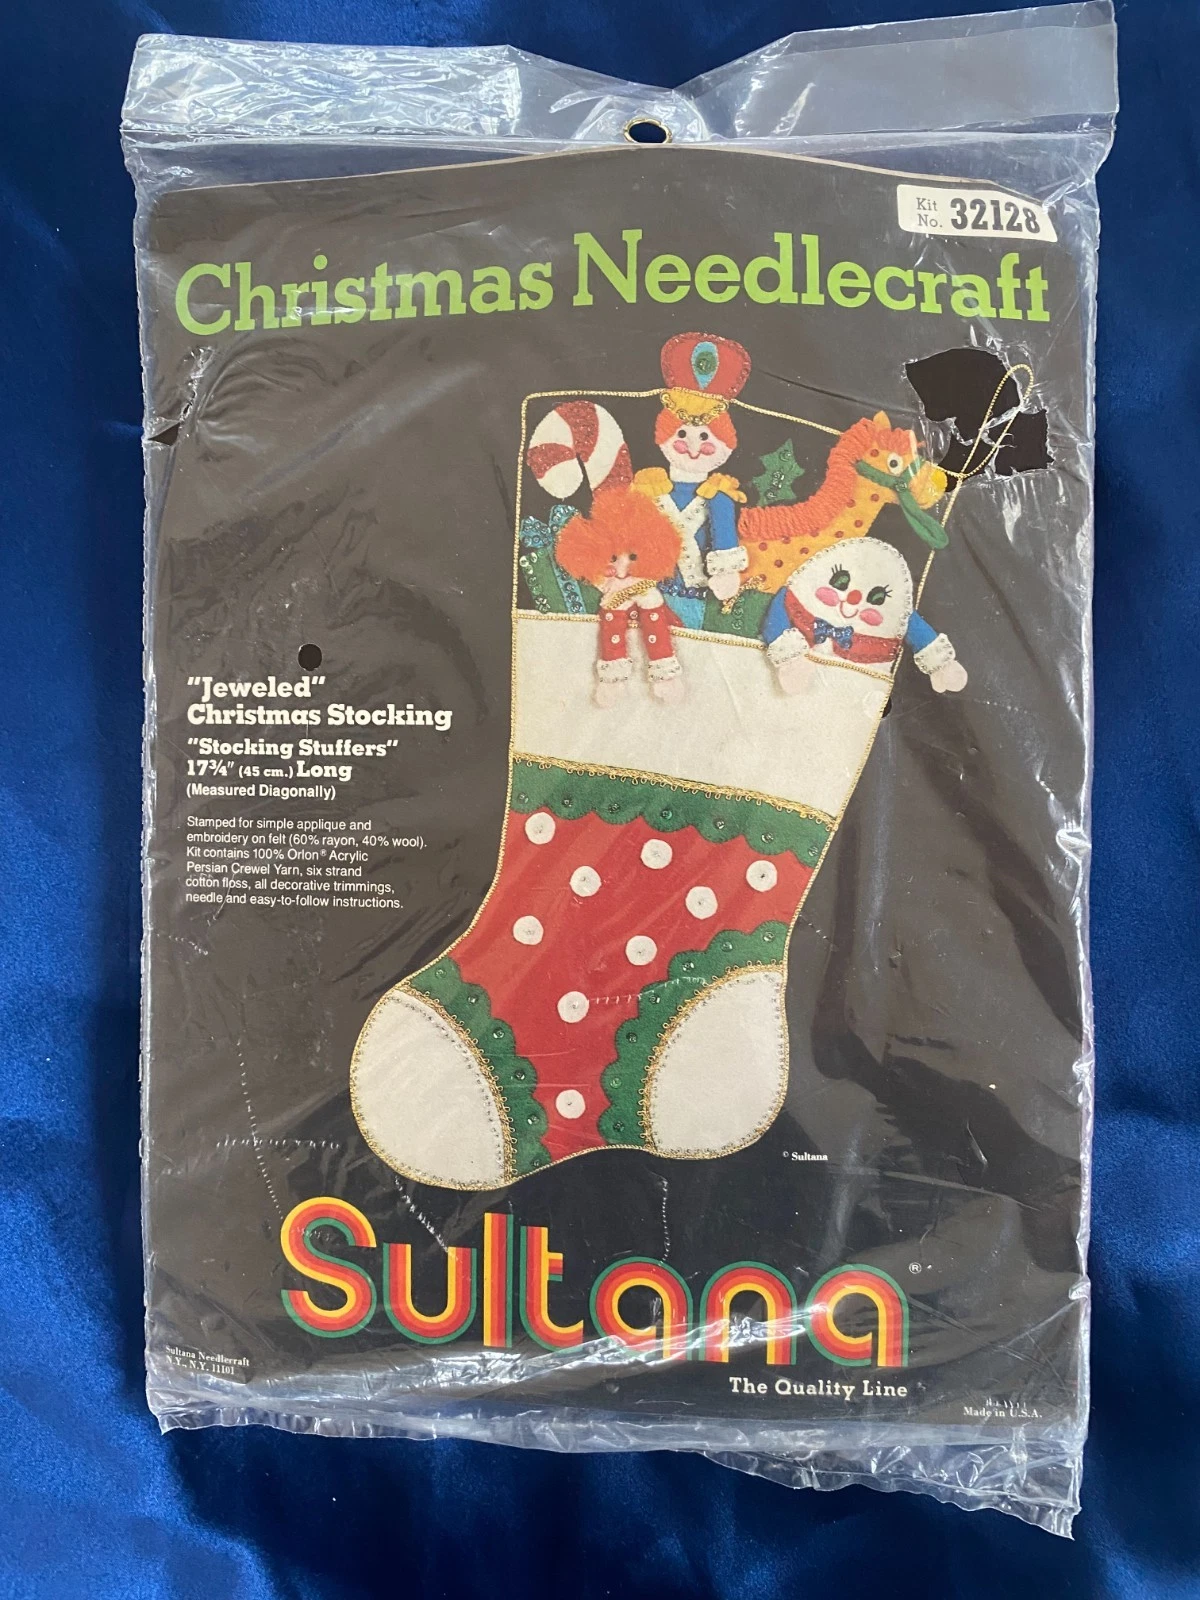 Kit
No. 32128
Christmas Needlecraft
"Jeweled"
Christmas Stocking
"Stocking Stuffers"
17¾" (45 cm.) Long
(Measured Diagonally)
Stamped for simple applique and
embroidery on felt (60% rayon, 40% wool).
Kit contains 100% Orlon® Acrylic
Persian Crewel Yarn, six strand
cotton floss, all decorative trimmings,
needle and easy-to-follow instructions.
© Sultana
Sultana®
The Quality Line
Sultana Needlecraft
N.Y., N.Y. 11101
Made in U.S.A.